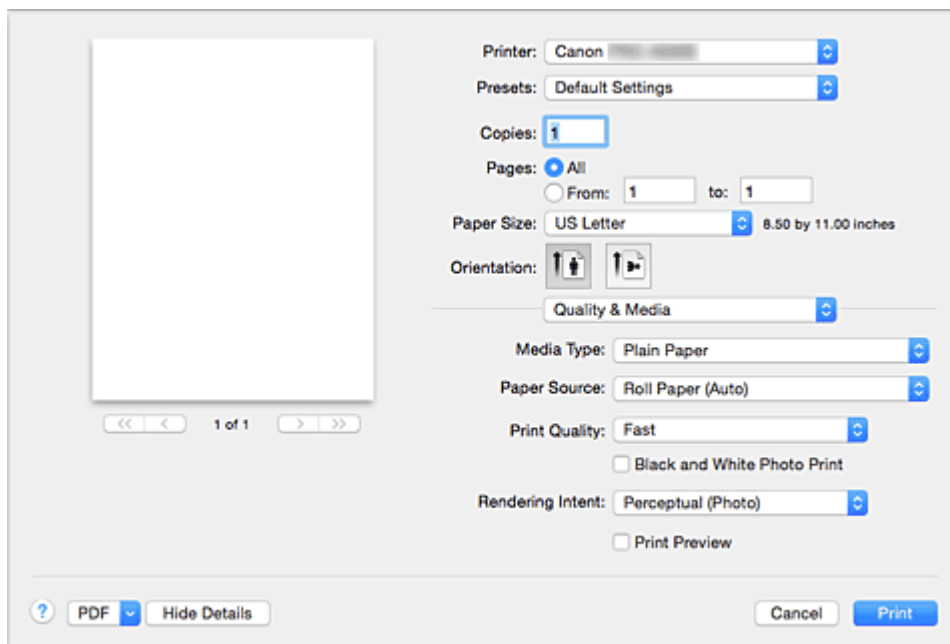 Printer: Canon
Presets: Default Settings
Copies: 1
Pages: All
From: 1 to: 1
Paper Size: US Letter 8.50 by 11.00 inches
Orientation:
Quality & Media
Media Type: Plain Paper
Paper Source: Roll Paper (Auto)
1 of 1
Print Quality: Fast
Black and White Photo Print
Rendering Intent: Perceptual (Photo)
Print Preview
? PDF Hide Details Cancel Print